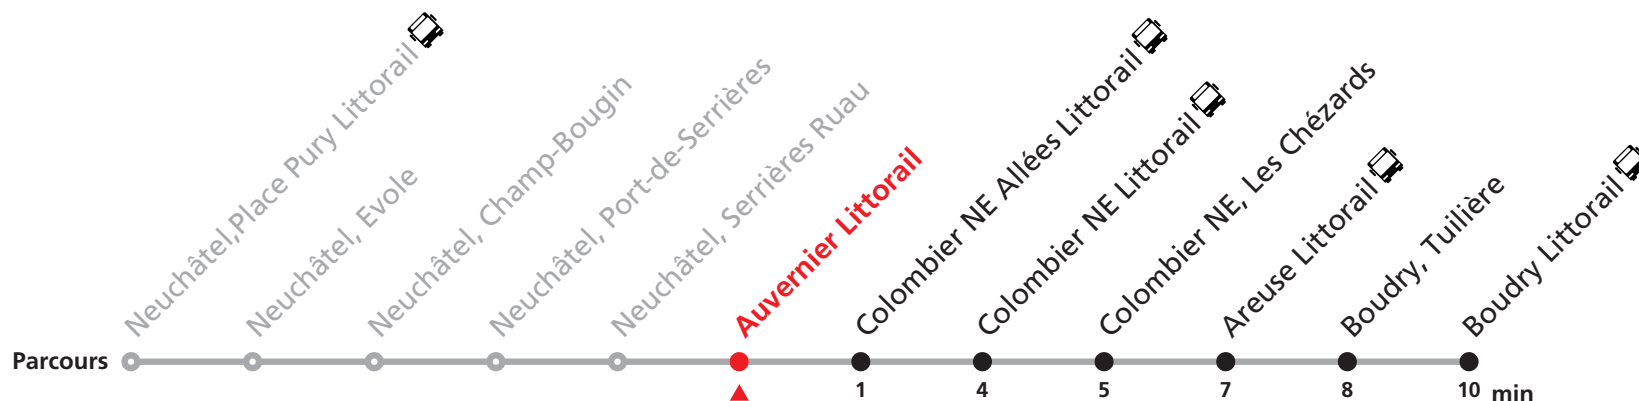 Neuchâtel,Place Pury Littorail
Neuchâtel, Evole
Neuchâtel, Champ-Bougin
Neuchâtel, Port-de-Serrières
Neuchâtel, Serrières Ruau
Auvernier Littorail
Colombier NE Allées Littorail
Colombier NE Littorail
Colombier NE, Les Chézards
Areuse Littorail
Boudry, Tuilière
Boudry Littorail
Parcours
1 4 5 7 8 10 min